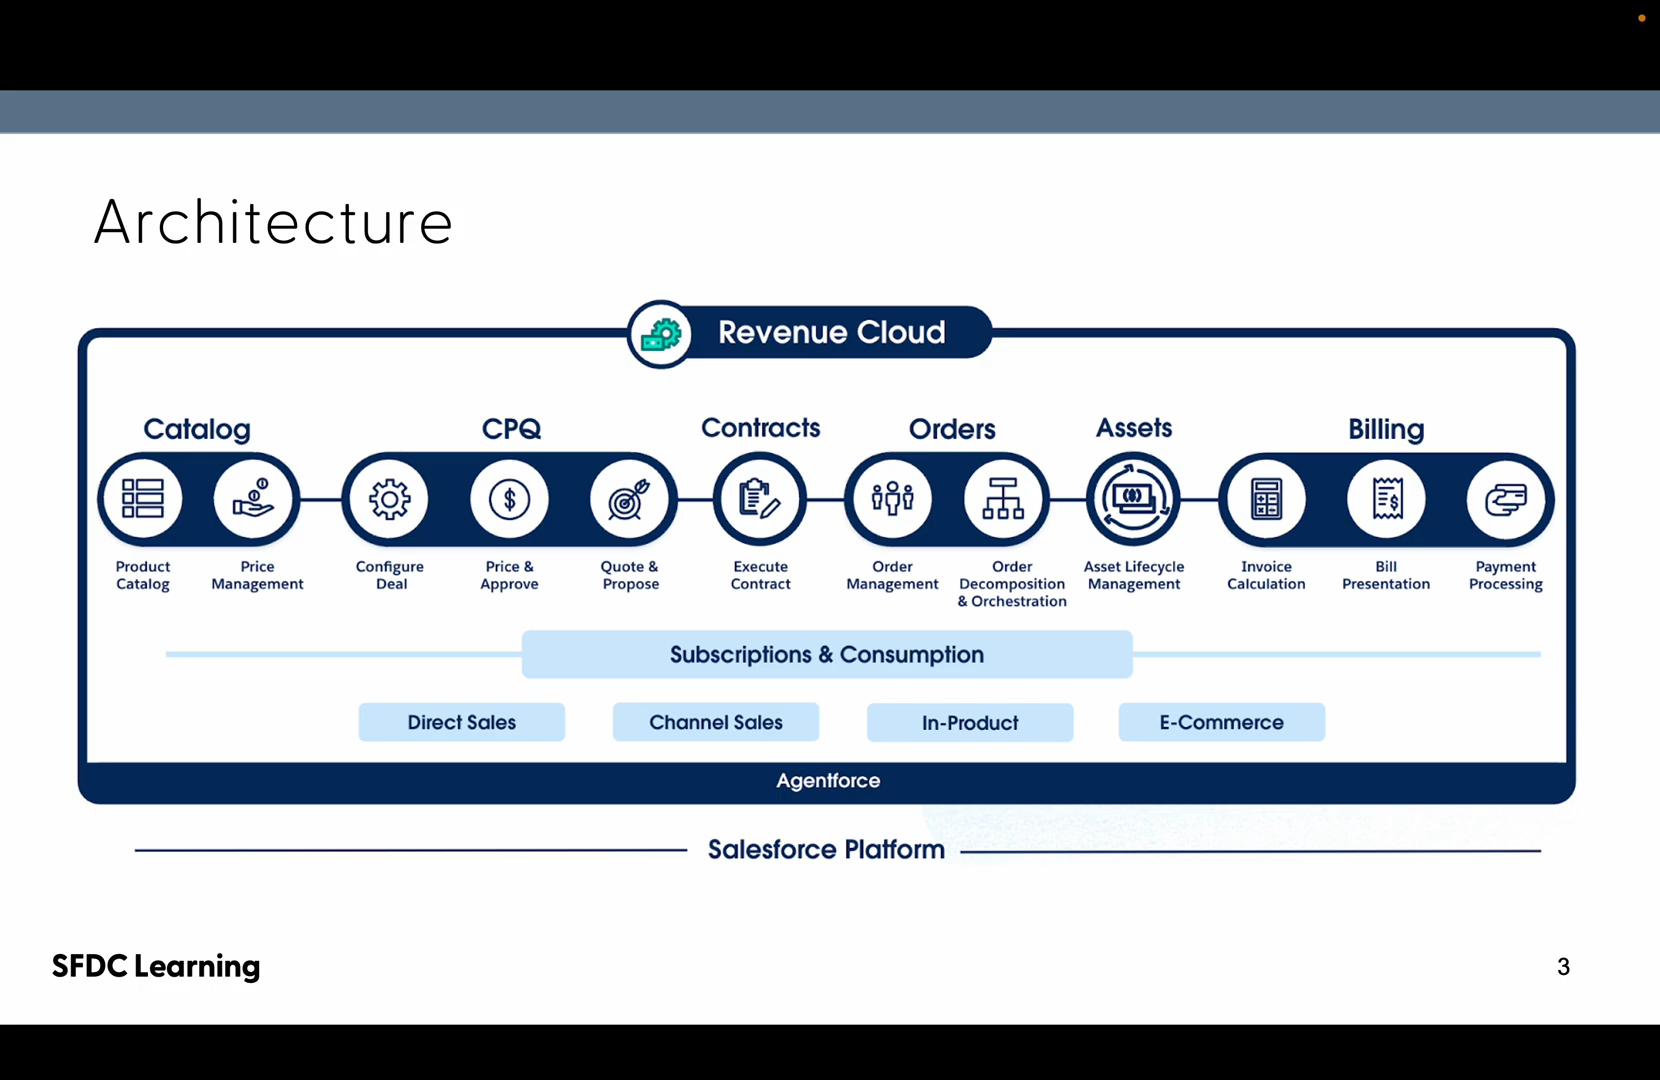 Architecture
Revenue Cloud
Catalog
CPQ
Contracts
Orders
Assets
Billing
Product
Catalog
Price
Management
Configure
Deal
Price &
Approve
Quote &
Propose
Execute
Contract
Order
Management
Order
Decomposition
& Orchestration
Asset Lifecycle
Management
Invoice
Calculation
Bill
Presentation
Payment
Processing
Subscriptions & Consumption
Direct Sales
Channel Sales
In-Product
E-Commerce
Agentforce
Salesforce Platform
SFDC Learning
3